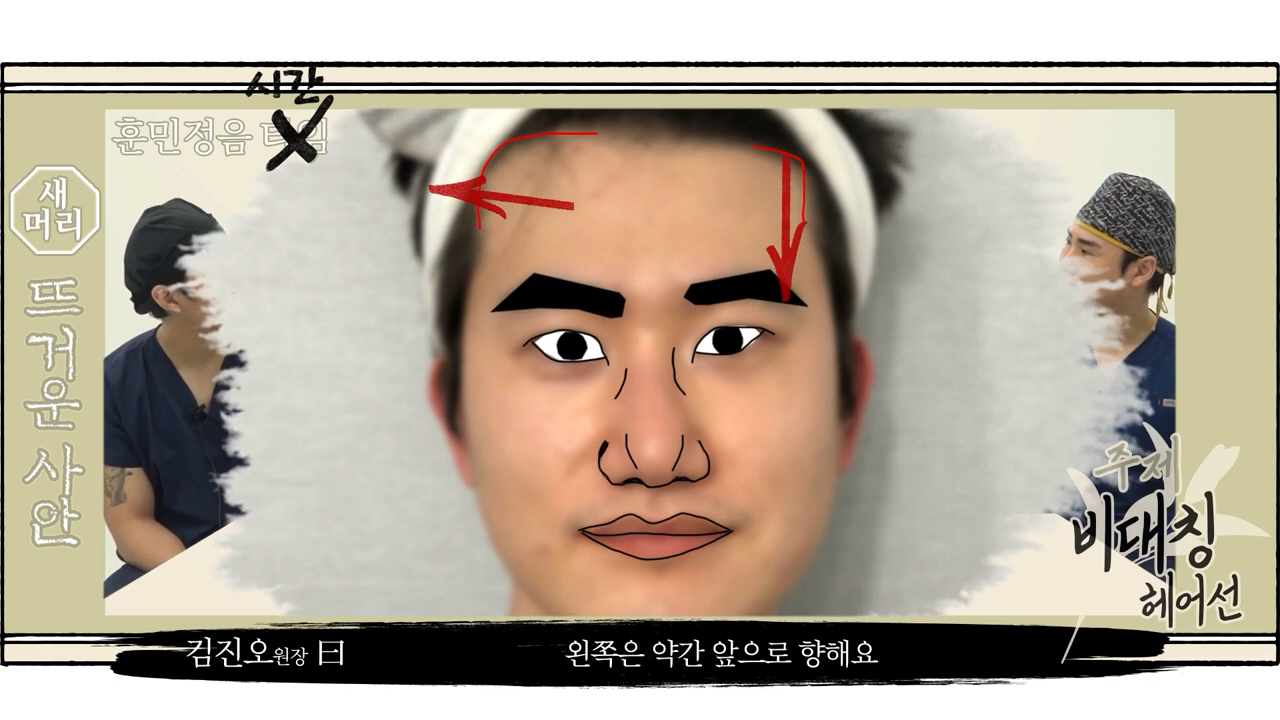 시간
훈민정음 타임
새
머리
뜨거운 사안
주제
비대칭
헤어선
김진오원장 曰
왼쪽은 약간 앞으로 향해요